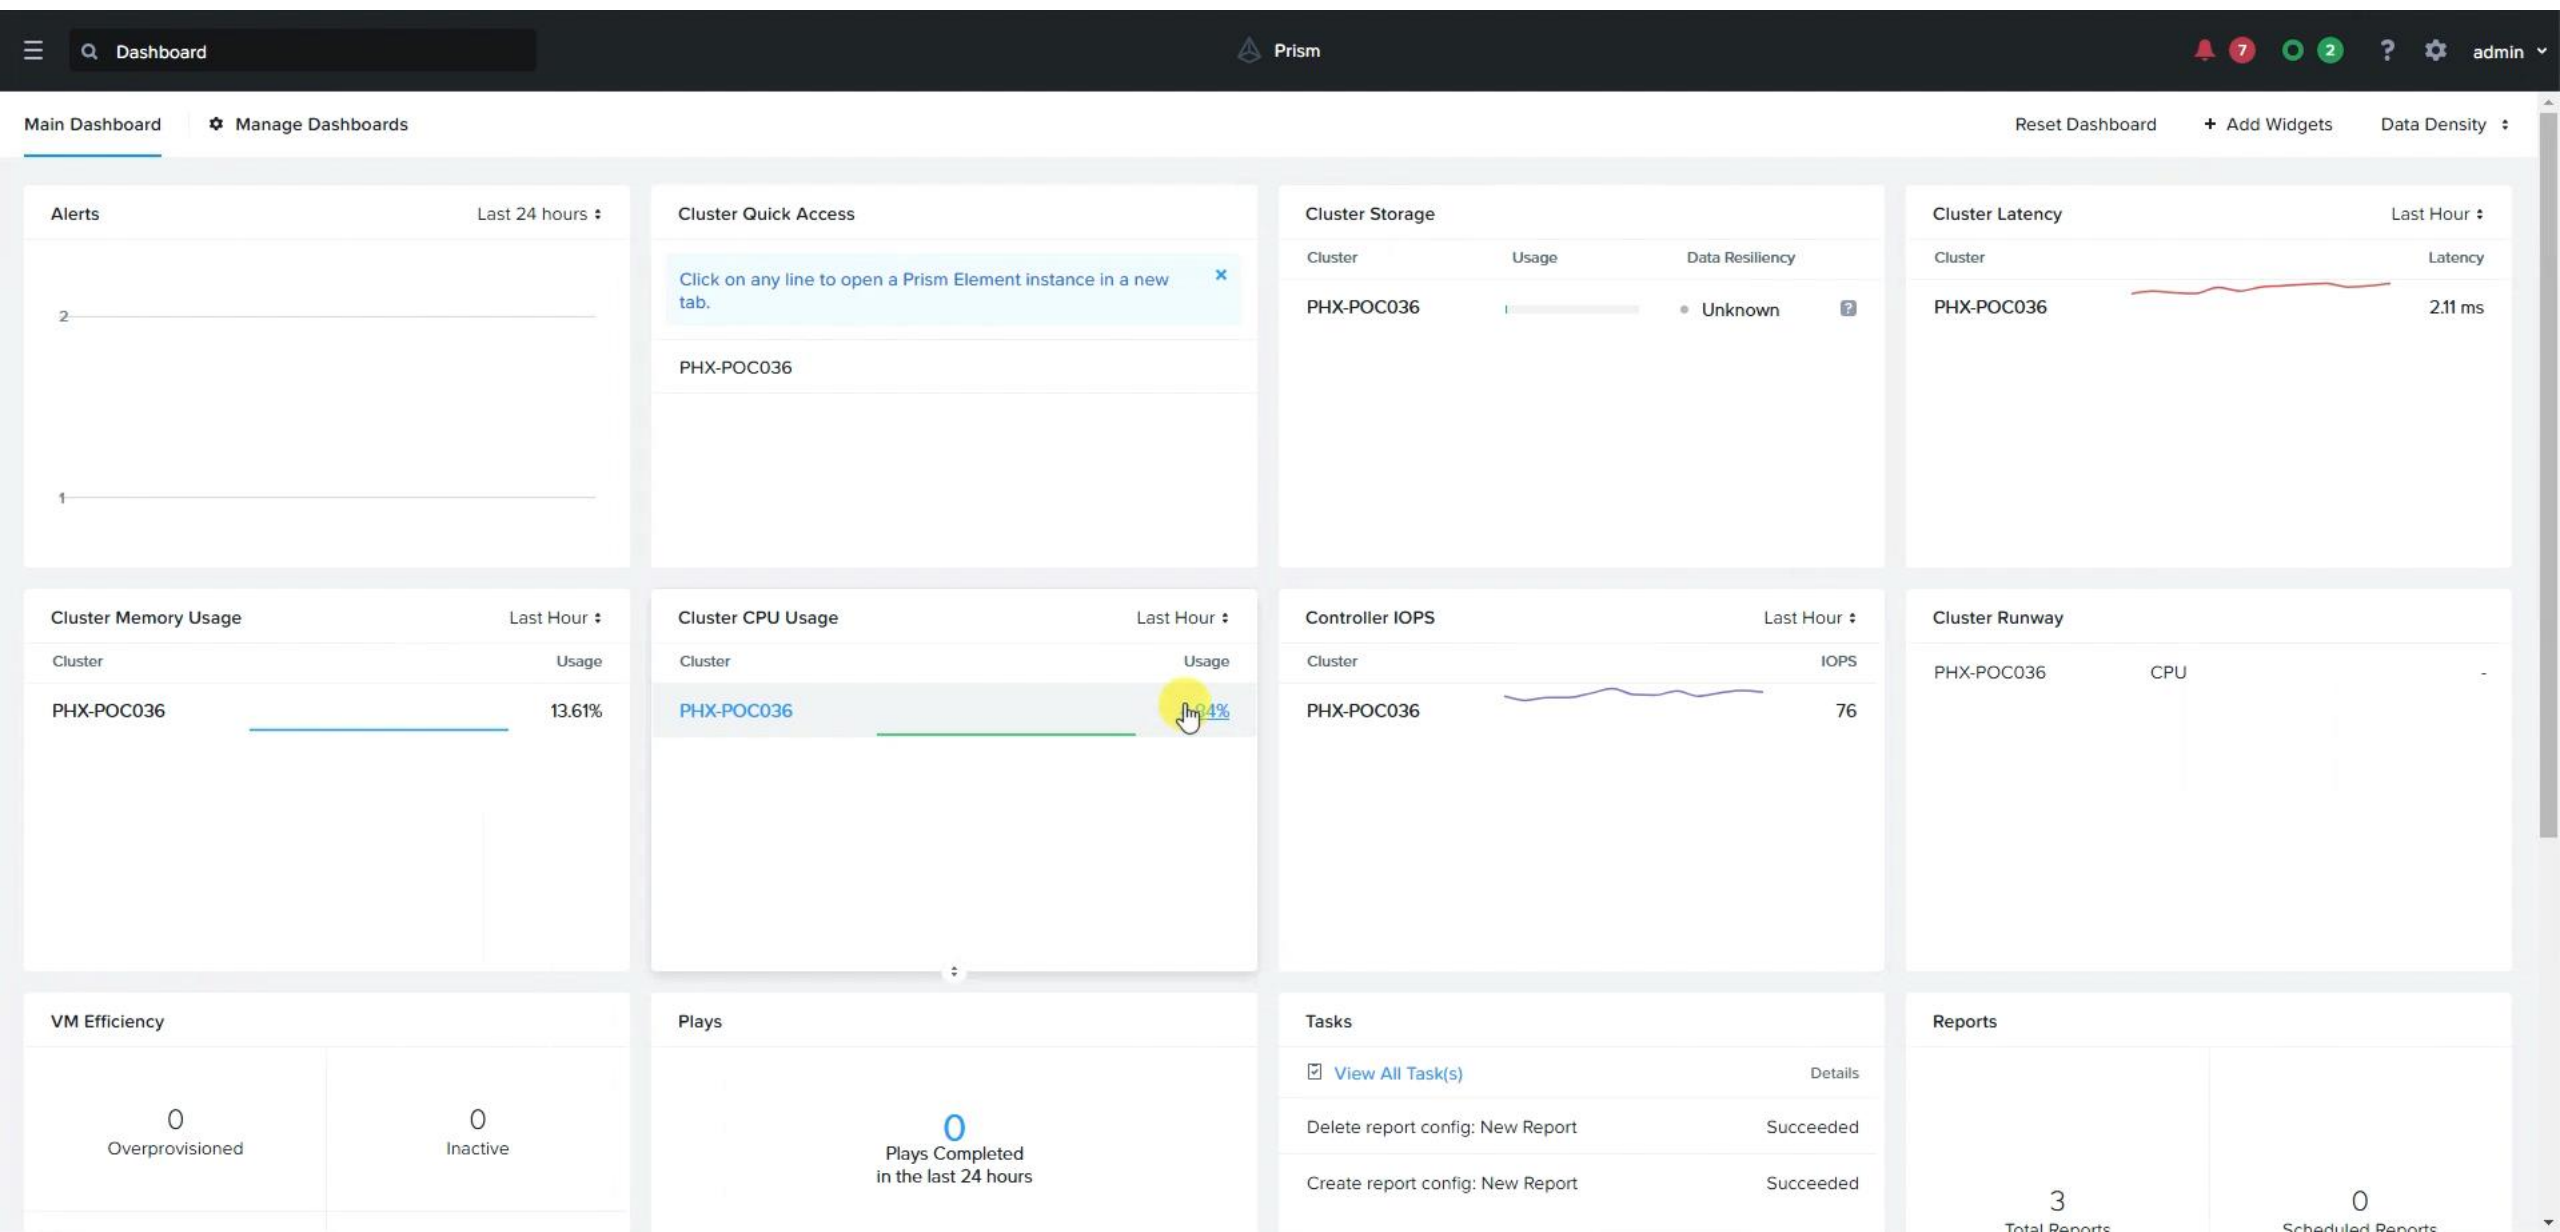 Dashboard
Prism
7
2
?
admin
Main Dashboard
Manage Dashboards
Reset Dashboard
+ Add Widgets
Data Density
Alerts
Last 24 hours
2
1
Cluster Quick Access
Click on any line to open a Prism Element instance in a new
tab.
PHX-POC036
Cluster Storage
Cluster Usage Data Resiliency
PHX-POC036 Unknown ?
Cluster Latency
Last Hour
Cluster Latency
PHX-POC036 2.11 ms
Cluster Memory Usage
Last Hour
Cluster Usage
PHX-POC036 13.61%
Cluster CPU Usage
Last Hour
Cluster Usage
PHX-POC036
Controller IOPS
Last Hour
Cluster IOPS
PHX-POC036 76
Cluster Runway
PHX-POC036 CPU -
VM Efficiency
0
Overprovisioned
0
Inactive
Plays
0
Plays Completed
in the last 24 hours
Tasks
View All Task(s) Details
Delete report config: New Report Succeeded
Create report config: New Report Succeeded
Reports
3
Total Reports
0
Scheduled Reports